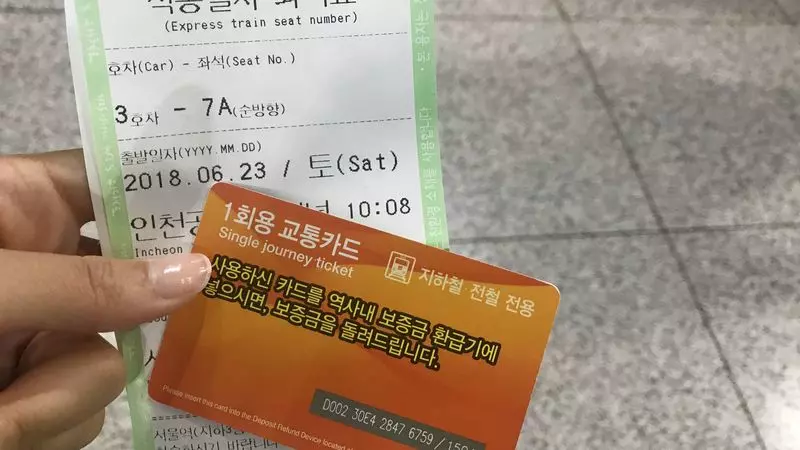 (Express train seat number)
호차(Car) - 좌석(Seat No.)
3호차 - 7A(순방향)
출발일자(YYYY.MM.DD)
2018.06.23 / 토(Sat)
인천공 10:08
Incheon
1회용 교통카드
Single journey ticket
지하철·전철 전용
사용하신 카드를 역사내 보증금 환급기에
넣으시면, 보증금을 돌려드립니다.
D002 30E4 2847 6759
Please insert this card into the Deposit Refund Device located
서울역(지하3